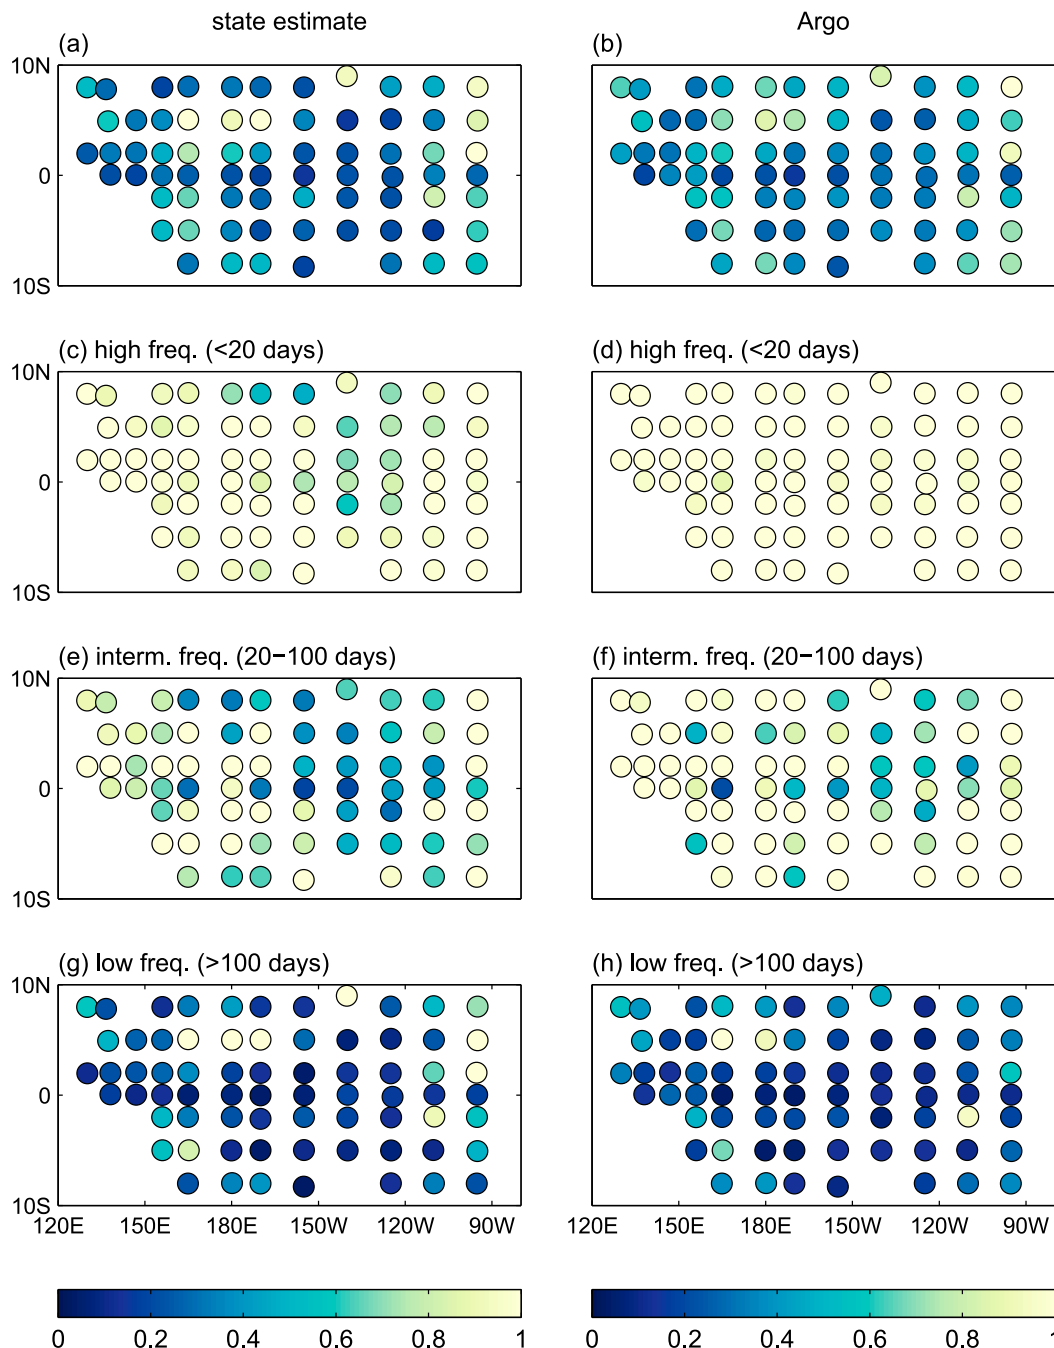 state estimate Argo
(a) (b)
10N
0
10S
(c) high freq. (<20 days) (d) high freq. (<20 days)
10N
0
10S
(e) interm. freq. (20−100 days) (f) interm. freq. (20−100 days)
10N
0
10S
(g) low freq. (>100 days) (h) low freq. (>100 days)
10N
0
10S
120E 150E 180E 150W 120W 90W 120E 150E 180E 150W 120W 90W
0 0.2 0.4 0.6 0.8 1 0 0.2 0.4 0.6 0.8 1